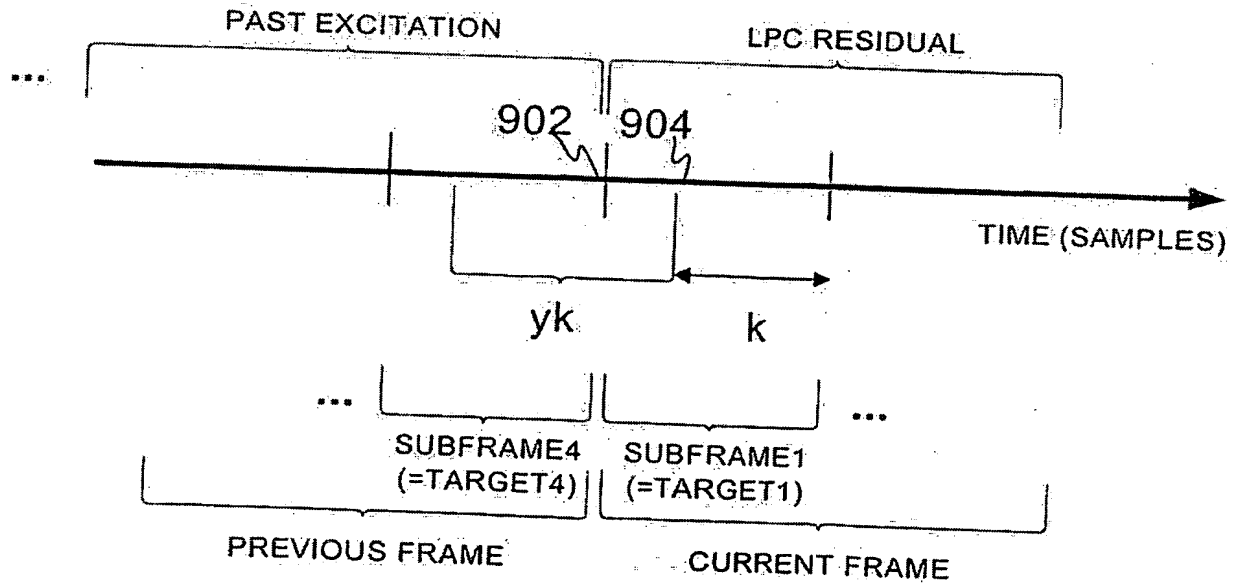 PAST EXCITATION
LPC RESIDUAL
...
902
904
TIME (SAMPLES)
yk
k
...
...
SUBFRAME4
(=TARGET4)
SUBFRAME1
(=TARGET1)
PREVIOUS FRAME
CURRENT FRAME